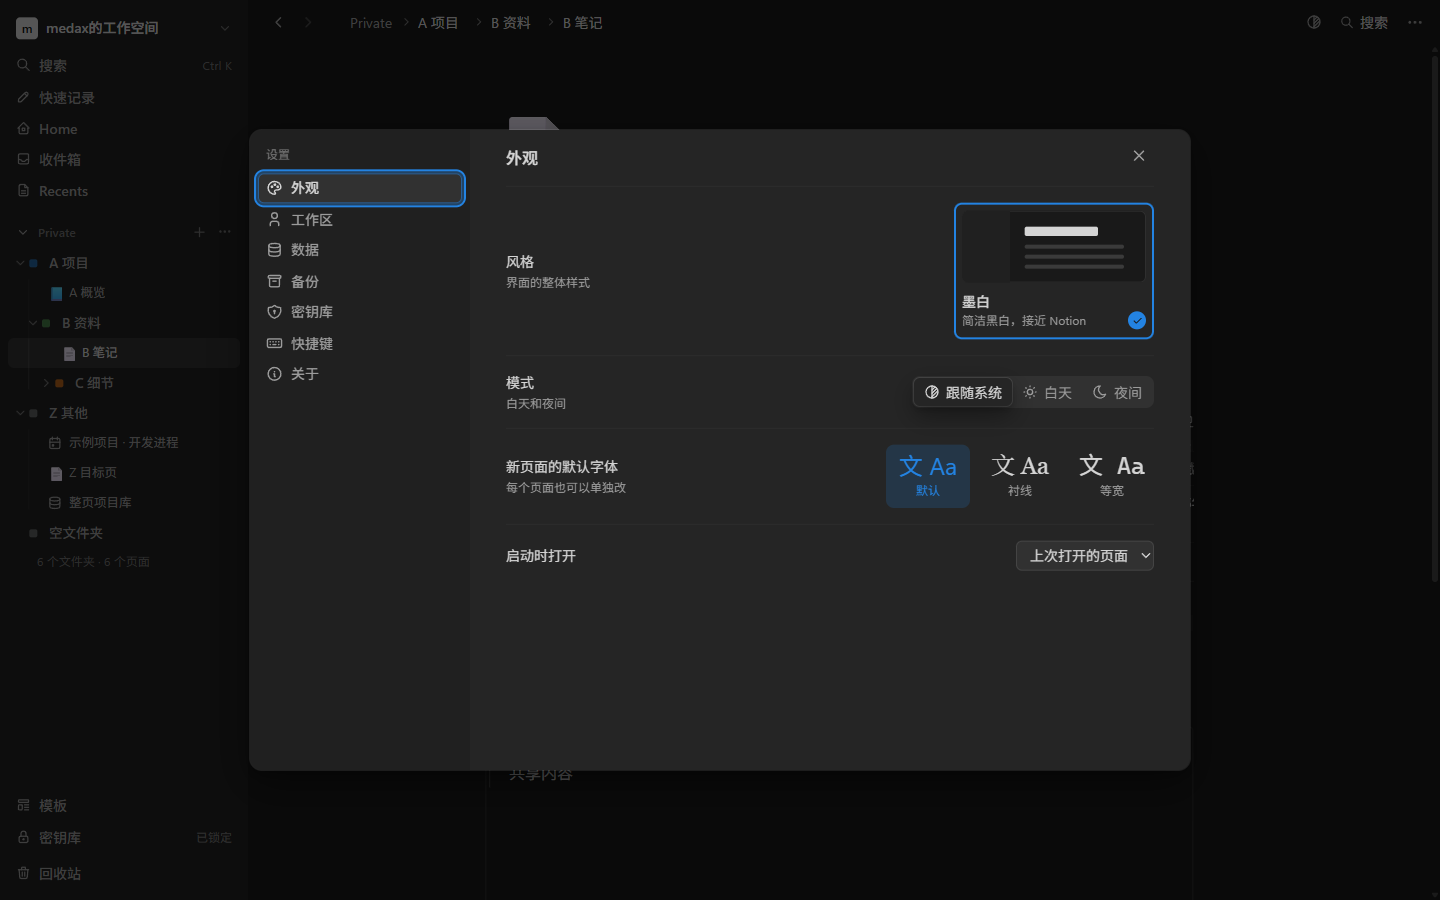 m medax的工作空间
搜索 Ctrl K
快速记录
Home
收件箱
Recents
Private
A 项目
A 概览
B 资料
B 笔记
C 细节
Z 其他
示例项目 · 开发进程
Z 目标页
整页项目库
空文件夹
6 个文件夹 · 6 个页面
模板
密钥库 已锁定
回收站
Private A 项目 B 资料 B 笔记
搜索
设置
外观
工作区
数据
备份
密钥库
快捷键
关于
外观
风格
界面的整体样式
墨白
简洁黑白，接近 Notion
模式
白天和夜间
跟随系统 白天 夜间
新页面的默认字体
每个页面也可以单独改
文 Aa 文 Aa 文 Aa
默认 衬线 等宽
启动时打开
上次打开的页面
共享内容